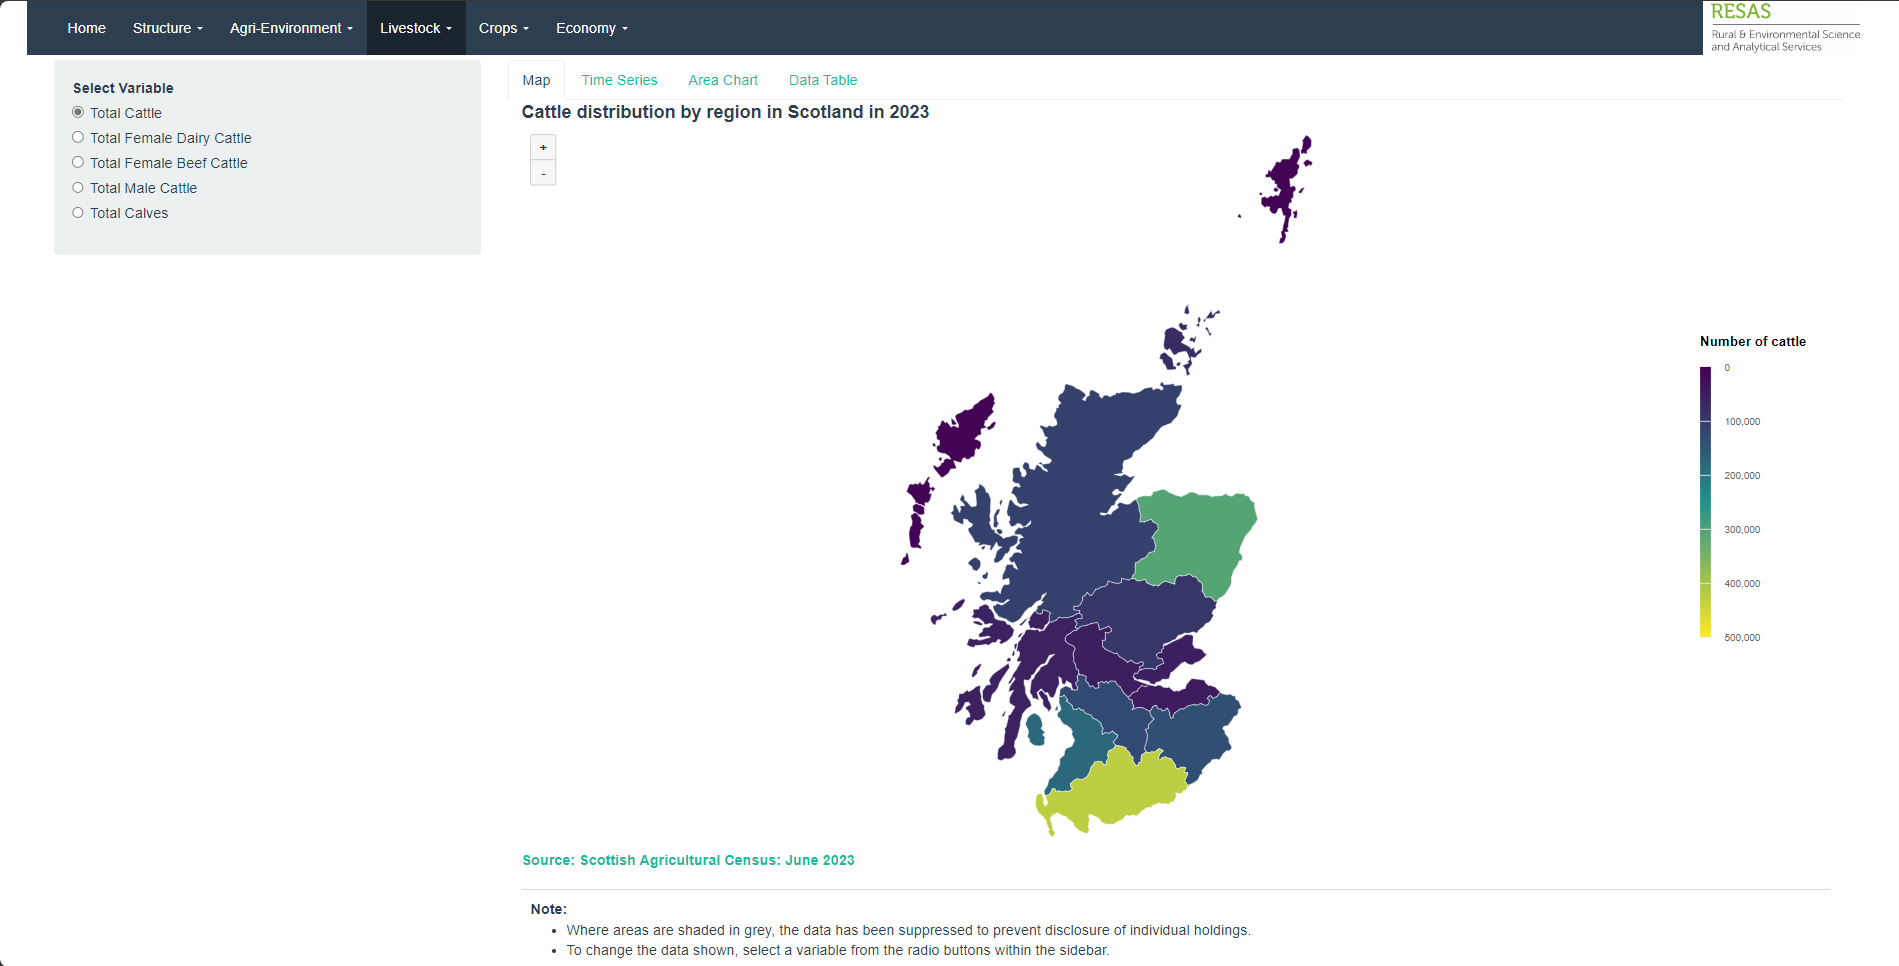 Home Structure Agri-Environment Livestock Crops Economy
RESAS
Rural & Environmental Science
and Analytical Services
Select Variable
Total Cattle
Total Female Dairy Cattle
Total Female Beef Cattle
Total Male Cattle
Total Calves
Map Time Series Area Chart Data Table
Cattle distribution by region in Scotland in 2023
+
-
Number of cattle
0
100,000
200,000
300,000
400,000
500,000
Source: Scottish Agricultural Census: June 2023
Note:
• Where areas are shaded in grey, the data has been suppressed to prevent disclosure of individual holdings.
• To change the data shown, select a variable from the radio buttons within the sidebar.